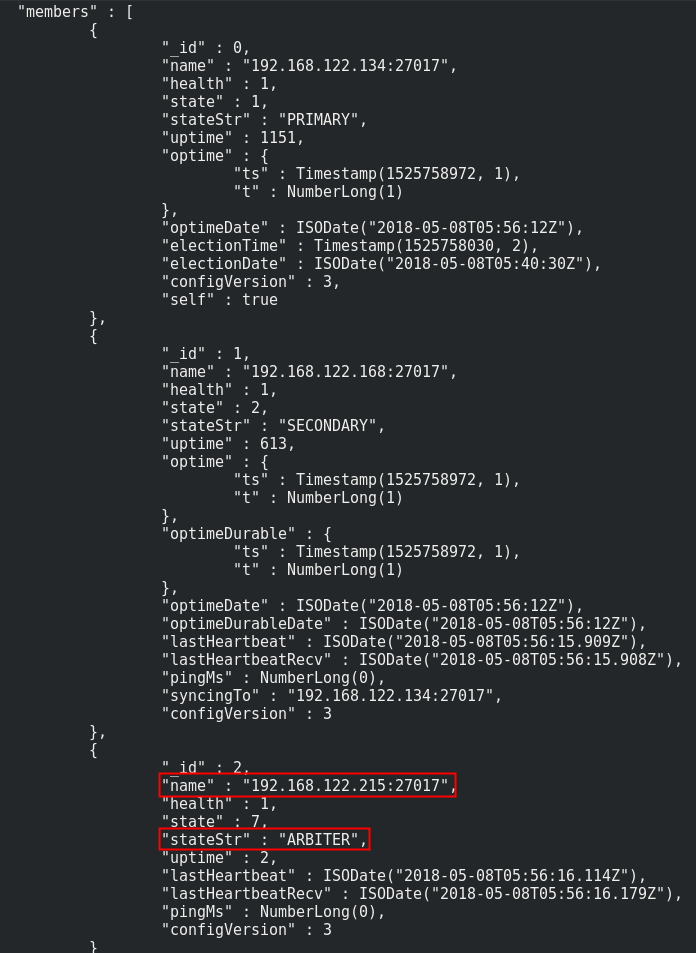 "members" : [
{
"_id" : 0,
"name" : "192.168.122.134:27017",
"health" : 1,
"state" : 1,
"stateStr" : "PRIMARY",
"uptime" : 1151,
"optime" : {
"ts" : Timestamp(1525758972, 1),
"t" : NumberLong(1)
},
"optimeDate" : ISODate("2018-05-08T05:56:12Z"),
"electionTime" : Timestamp(1525758030, 2),
"electionDate" : ISODate("2018-05-08T05:40:30Z"),
"configVersion" : 3,
"self" : true
},
{
"_id" : 1,
"name" : "192.168.122.168:27017",
"health" : 1,
"state" : 2,
"stateStr" : "SECONDARY",
"uptime" : 613,
"optime" : {
"ts" : Timestamp(1525758972, 1),
"t" : NumberLong(1)
},
"optimeDurable" : {
"ts" : Timestamp(1525758972, 1),
"t" : NumberLong(1)
},
"optimeDate" : ISODate("2018-05-08T05:56:12Z"),
"optimeDurableDate" : ISODate("2018-05-08T05:56:12Z"),
"lastHeartbeat" : ISODate("2018-05-08T05:56:15.909Z"),
"lastHeartbeatRecv" : ISODate("2018-05-08T05:56:15.908Z"),
"pingMs" : NumberLong(0),
"syncingTo" : "192.168.122.134:27017",
"configVersion" : 3
},
{
"_id" : 2,
"name" : "192.168.122.215:27017",
"health" : 1,
"state" : 7,
"stateStr" : "ARBITER",
"uptime" : 2,
"lastHeartbeat" : ISODate("2018-05-08T05:56:16.114Z"),
"lastHeartbeatRecv" : ISODate("2018-05-08T05:56:16.179Z"),
"pingMs" : NumberLong(0),
"configVersion" : 3
}